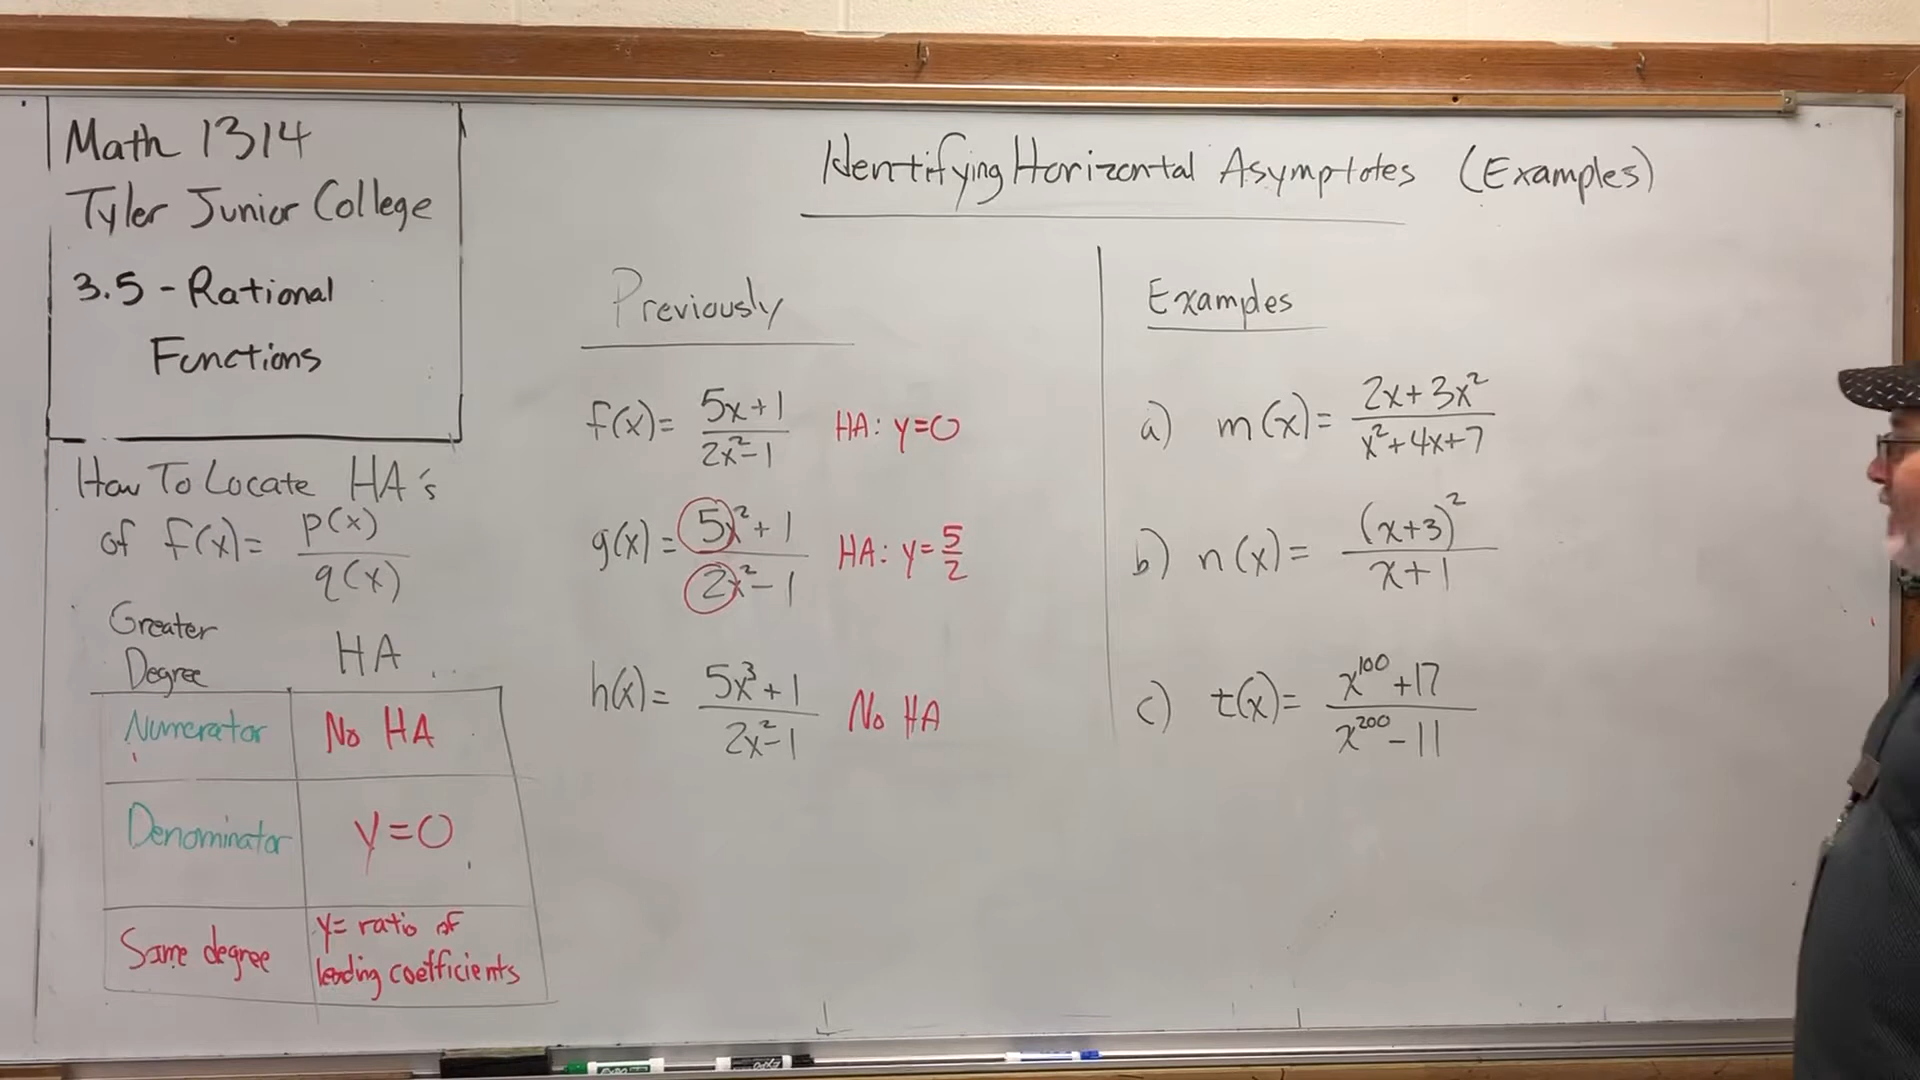 Math 1314
Tyler Junior College
3.5 - Rational
Functions
Identifying Horizontal Asymptotes (Examples)
How To Locate HA's
of f(x)= p(x)/q(x)
Greater Degree HA
Numerator No HA
Denominator y=0
Same degree y= ratio of leading coefficients
Previously
f(x)= (5x+1)/(2x²-1) HA: y=0
g(x)= (5x²+1)/(2x²-1) HA: y=5/2
h(x)= (5x³+1)/(2x²-1) No HA
Examples
a) m(x)= (2x+3x²)/(x²+4x+7)
b) n(x)= (x+3)²/(x+1)
c) t(x)= (x¹⁰⁰+17)/(x²⁰⁰-11)